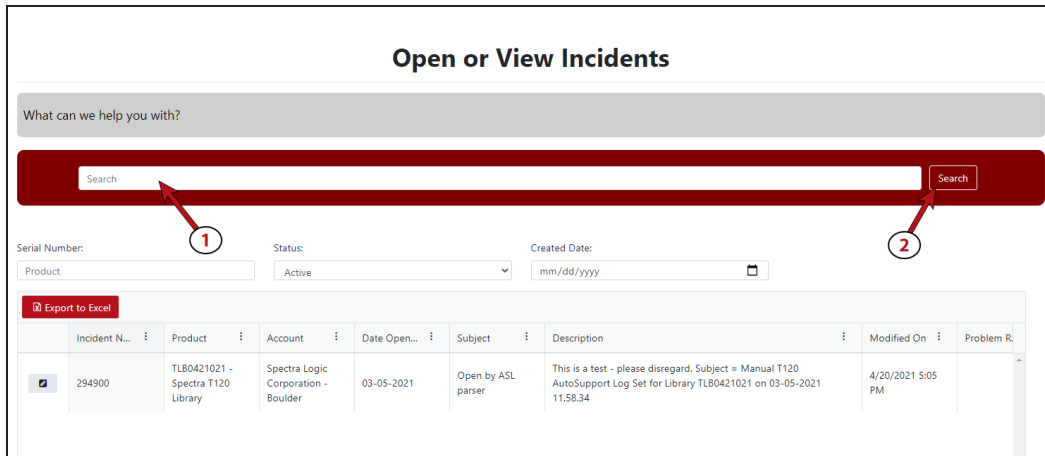 Open or View Incidents
What can we help you with?
Search
Search
1
2
Serial Number:
Status:
Created Date:
Product
Active
mm/dd/yyyy
Export to Excel
Incident N...
Product
Account
Date Open...
Subject
Description
Modified On
Problem R.
294900
TLB0421021 -
Spectra T120
Library
Spectra Logic
Corporation -
Boulder
03-05-2021
Open by ASL
parser
This is a test - please disregard. Subject = Manual T120
AutoSupport Log Set for Library TLB0421021 on 03-05-2021
11.58.34
4/20/2021 5:05
PM